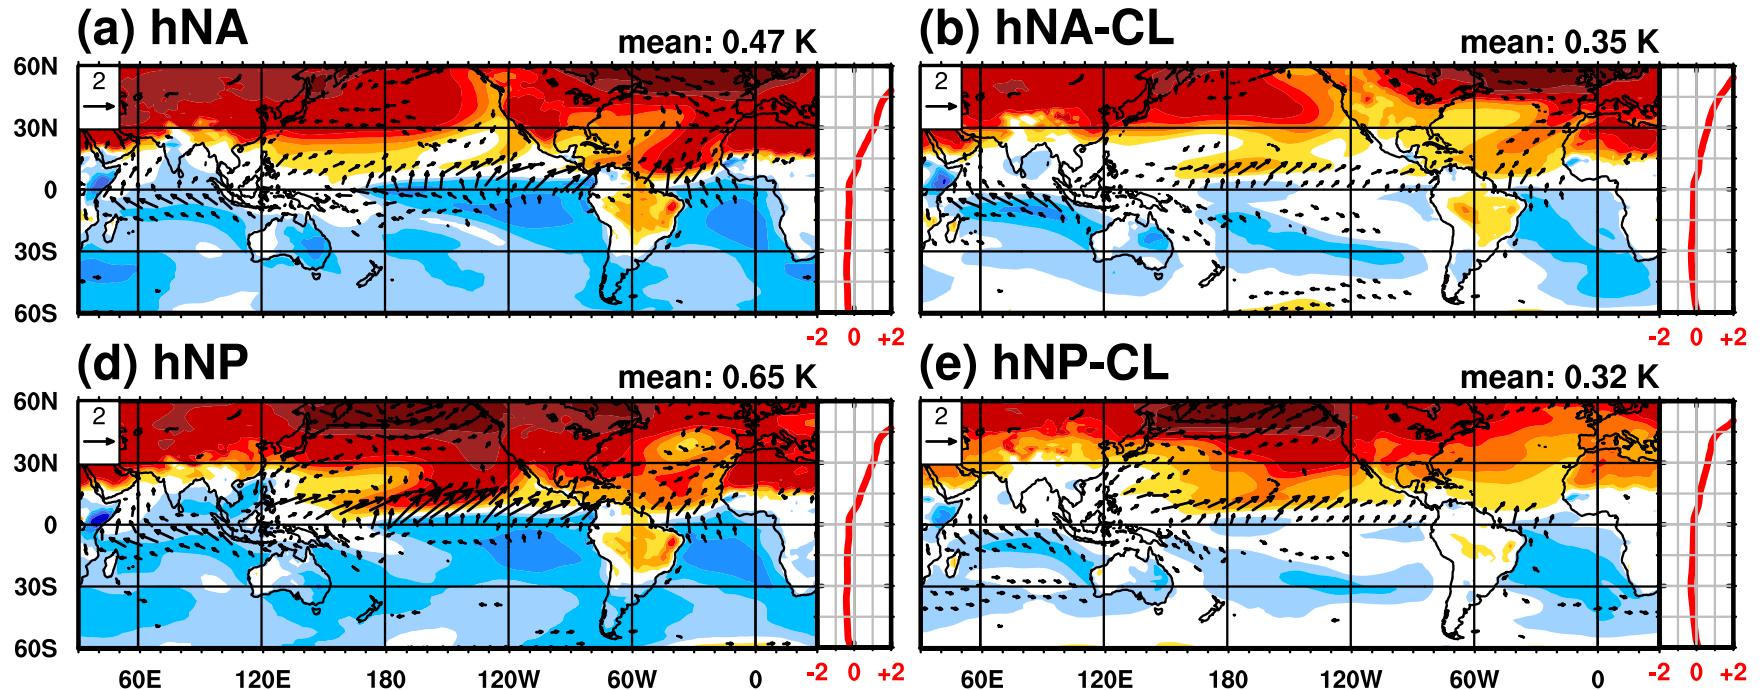 (a) hNA
mean: 0.47 K
(b) hNA-CL
mean: 0.35 K
60N
30N
0
30S
60S
2
2
-2 0 +2
-2 0 +2
(d) hNP
mean: 0.65 K
(e) hNP-CL
mean: 0.32 K
60N
30N
0
30S
60S
2
2
60E 120E 180 120W 60W 0
-2 0 +2
60E 120E 180 120W 60W 0
-2 0 +2